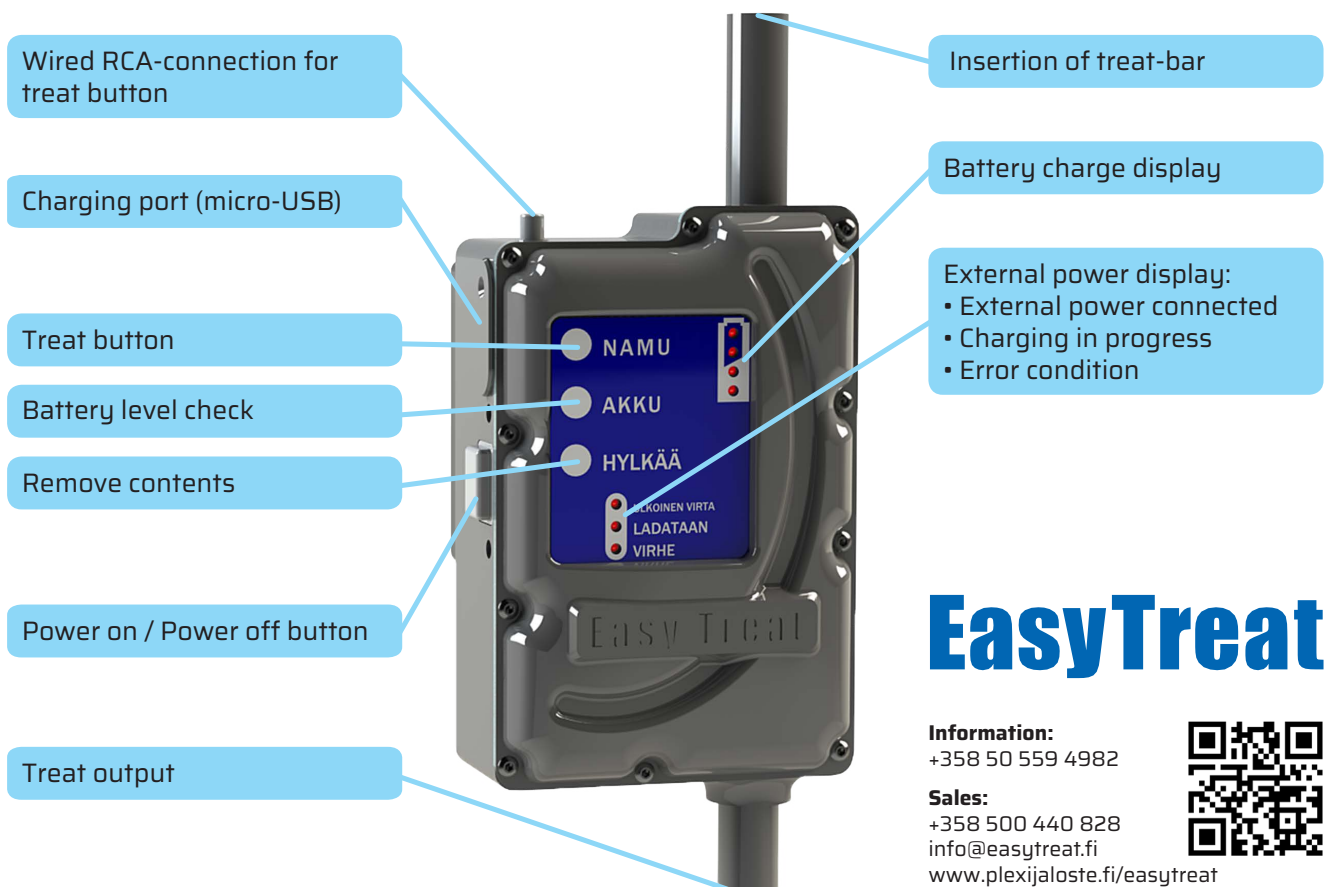 Wired RCA-connection for
treat button
Charging port (micro-USB)
Treat button
Battery level check
Remove contents
Power on / Power off button
Treat output
NAMU
AKKU
HYLKÄÄ
ULKOINEN VIRTA
LADATAAN
VIRHE
Easy Treat
Insertion of treat-bar
Battery charge display
External power display:
• External power connected
• Charging in progress
• Error condition
EasyTreat
Information:
+358 50 559 4982
Sales:
+358 500 440 828
info@easytreat.fi
www.plexijaloste.fi/easytreat